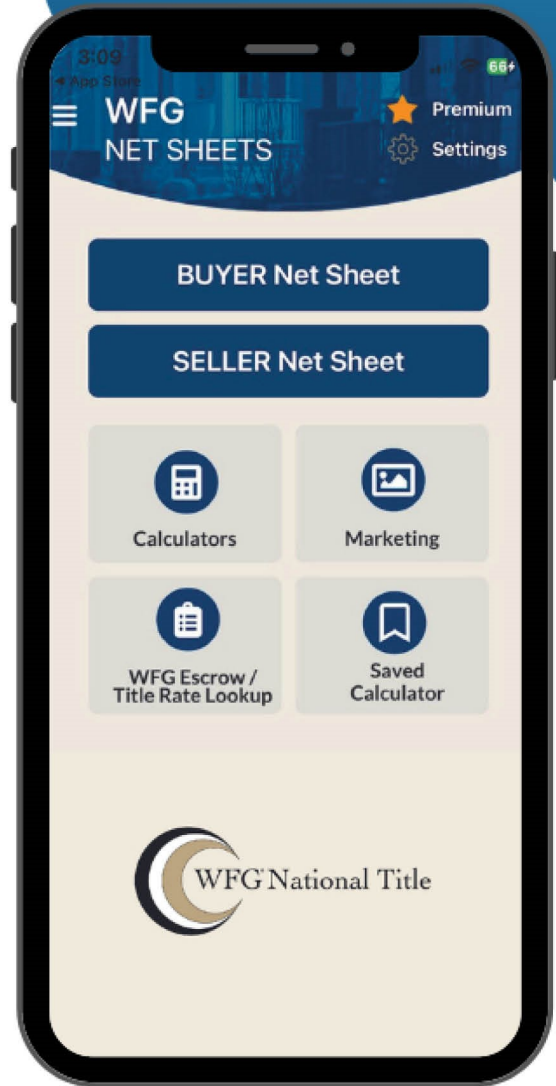 3:09
66
◀ App Store
WFG
NET SHEETS
Premium
Settings
BUYER Net Sheet
SELLER Net Sheet
Calculators
Marketing
WFG Escrow /
Title Rate Lookup
Saved
Calculator
WFG National Title